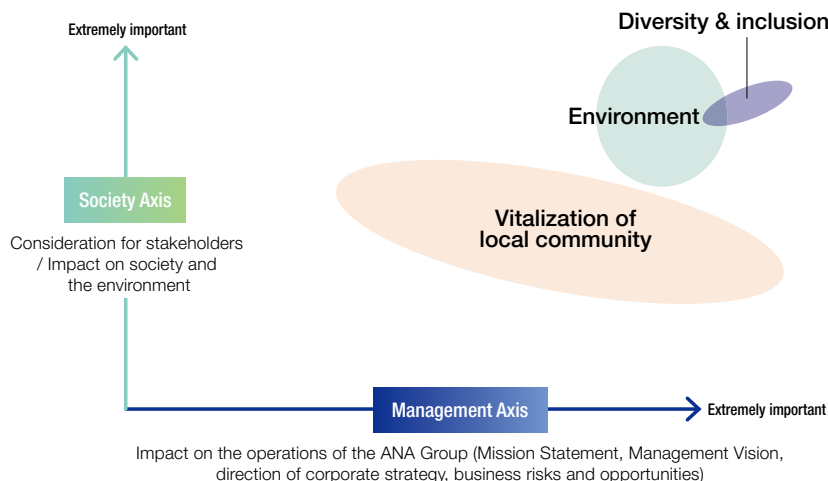 Diversity & inclusion
Extremely important
Environment
Society Axis
Vitalization of
local community
Consideration for stakeholders
/ Impact on society and
the environment
Management Axis
Extremely important
Impact on the operations of the ANA Group (Mission Statement, Management Vision,
direction of corporate strategy, business risks and opportunities)